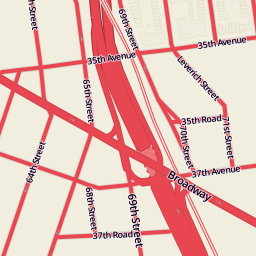 69th Street
35th Avenue
35th Avenue
Leverich Street
65th Street
35th Road
70th Street
71st Street
64th Street
37th Avenue
Broadway
68th Street
69th Street
37th Road